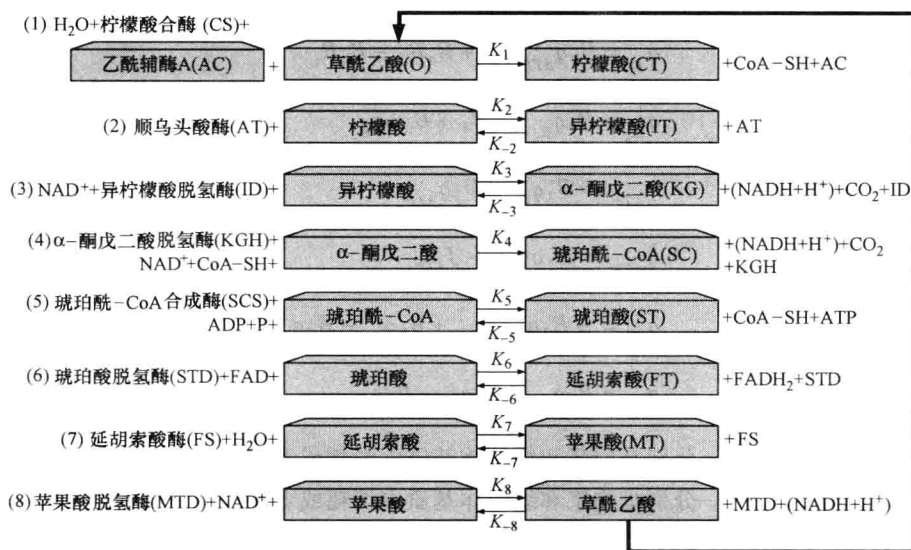 (1) H₂O+柠檬酸合酶 (CS)+
乙酰辅酶A(AC) + 草酰乙酸(O) K₁ 柠檬酸(CT) +CoA-SH+AC
(2) 顺乌头酸酶(AT)+ 柠檬酸 K₂ K₋₂ 异柠檬酸(IT) +AT
(3) NAD⁺+异柠檬酸脱氢酶(ID)+ 异柠檬酸 K₃ K₋₃ α-酮戊二酸(KG) +(NADH+H⁺)+CO₂+ID
(4)α-酮戊二酸脱氢酶(KGH)+
NAD⁺+CoA-SH+ α-酮戊二酸 K₄ 琥珀酰-CoA(SC) +(NADH+H⁺)+CO₂
+KGH
(5) 琥珀酰-CoA合成酶(SCS)+
ADP+P+ 琥珀酰-CoA K₅ K₋₅ 琥珀酸(ST) +CoA-SH+ATP
(6) 琥珀酸脱氢酶(STD)+FAD+ 琥珀酸 K₆ K₋₆ 延胡索酸(FT) +FADH₂+STD
(7) 延胡索酸酶(FS)+H₂O+ 延胡索酸 K₇ K₋₇ 苹果酸(MT) +FS
(8)苹果酸脱氢酶(MTD)+NAD⁺+ 苹果酸 K₈ K₋₈ 草酰乙酸 +MTD+(NADH+H⁺)